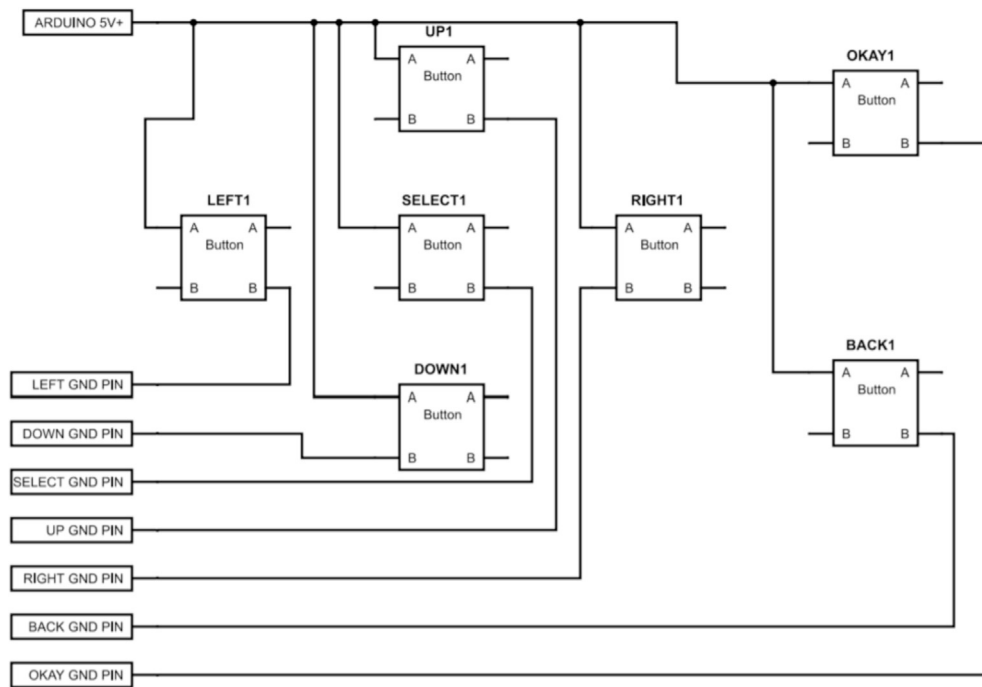 ARDUINO 5V+
UP1
A A
Button
B B
OKAY1
A A
Button
B B
LEFT1
A A
Button
B B
SELECT1
A A
Button
B B
RIGHT1
A A
Button
B B
DOWN1
A A
Button
B B
BACK1
A A
Button
B B
LEFT GND PIN
DOWN GND PIN
SELECT GND PIN
UP GND PIN
RIGHT GND PIN
BACK GND PIN
OKAY GND PIN